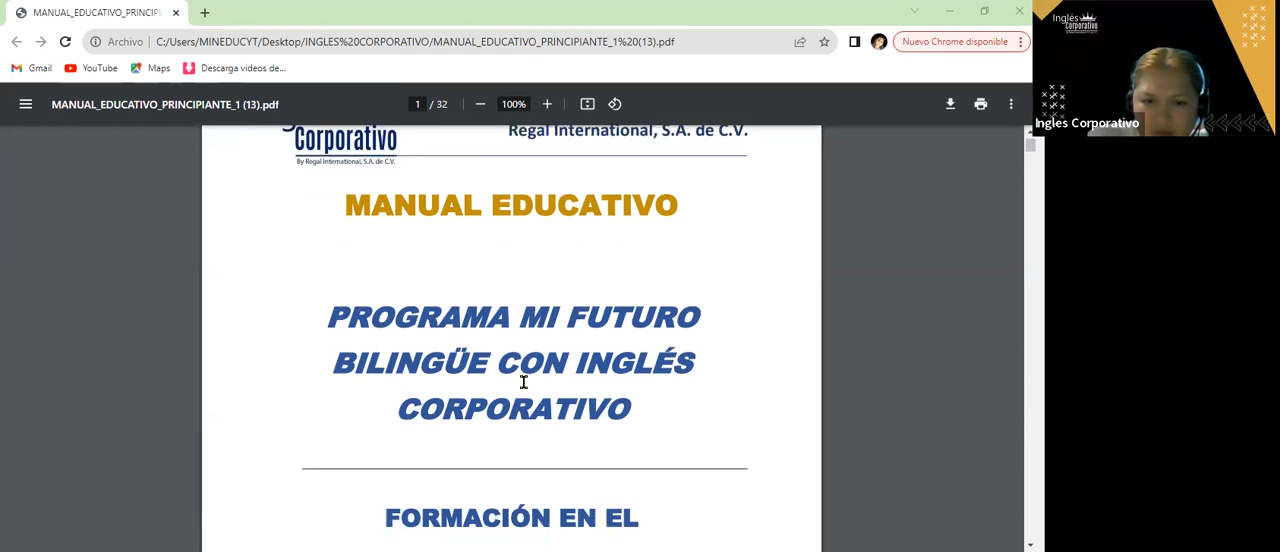 MANUAL_EDUCATIVO_PRINCIPI
Archivo
C:/Users/MINEDUCYT/Desktop/INGLES%20CORPORATIVO/MANUAL_EDUCATIVO_PRINCIPIANTE_1%20(13).pdf
Nuevo Chrome disponible
Gmail
YouTube
Maps
Descarga videos de...
MANUAL_EDUCATIVO_PRINCIPIANTE_1 (13).pdf
1 / 32
100%
Inglés
Corporativo
Ingles Corporativo
Corporativo
By Regal International, S.A. de C.V.
Regal International, S.A. de C.V.
MANUAL EDUCATIVO
PROGRAMA MI FUTURO
BILINGÜE CON INGLÉS
CORPORATIVO
FORMACIÓN EN EL